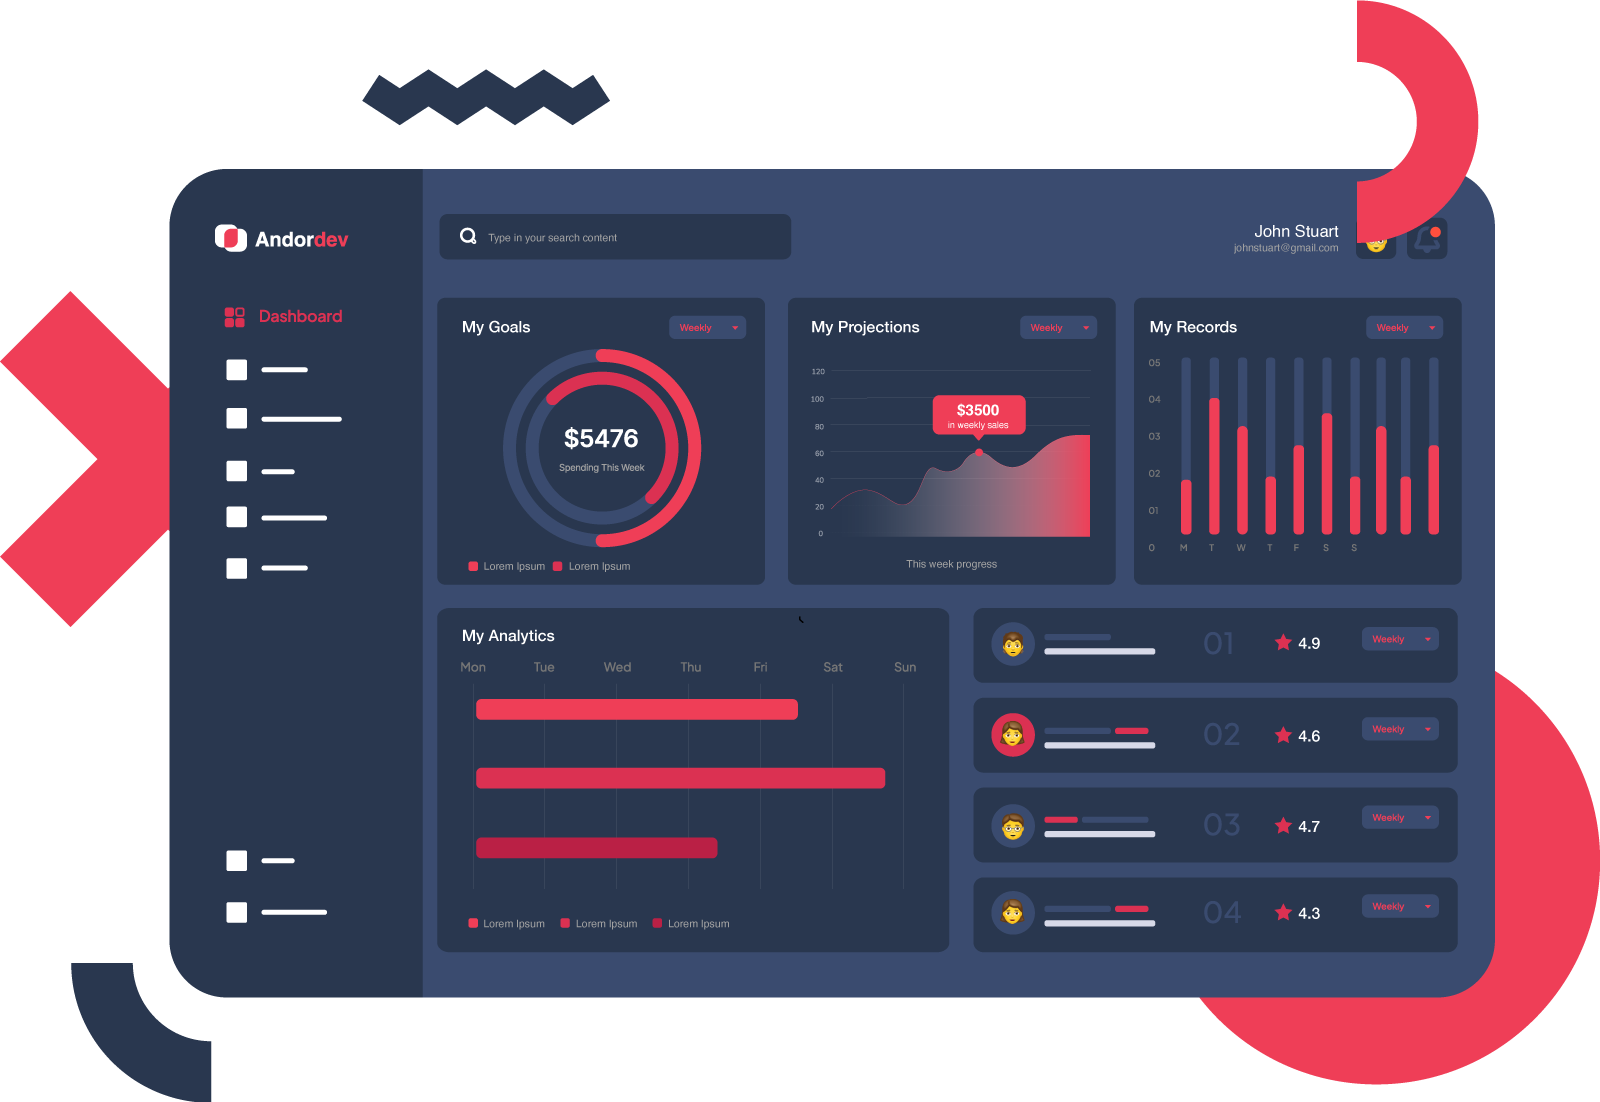 Andordev
Type in your search content
John Stuart
johnstuart@gmail.com
Dashboard
My Goals
Weekly
$5476
Spending This Week
Lorem Ipsum
Lorem Ipsum
My Projections
Weekly
120
100
80
60
40
20
0
$3500
in weekly sales
This week progress
My Records
Weekly
05
04
03
02
01
0
M T W T F S S
My Analytics
Mon Tue Wed Thu Fri Sat Sun
Lorem Ipsum
Lorem Ipsum
Lorem Ipsum
01
4.9
Weekly
02
4.6
Weekly
03
4.7
Weekly
04
4.3
Weekly